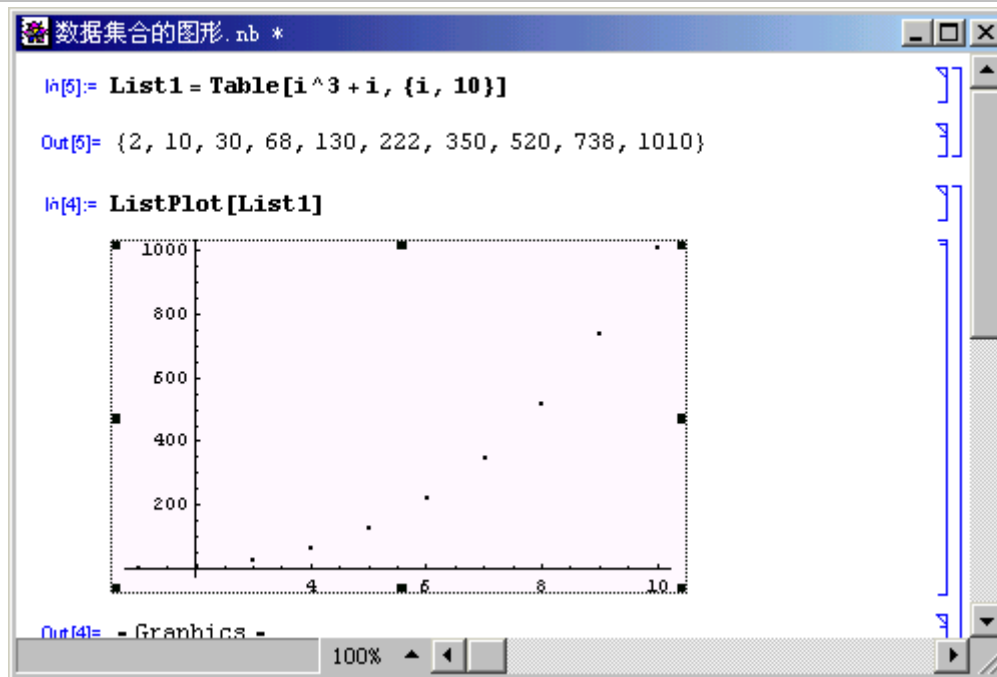 数据集合的图形.nb *
In[5]:= List1 = Table[i^3 + i, {i, 10}]
Out[5]= {2, 10, 30, 68, 130, 222, 350, 520, 738, 1010}
In[4]:= ListPlot[List1]
1000
800
600
400
200
4 6 8 10
Out[4]= - Graphics -
100%